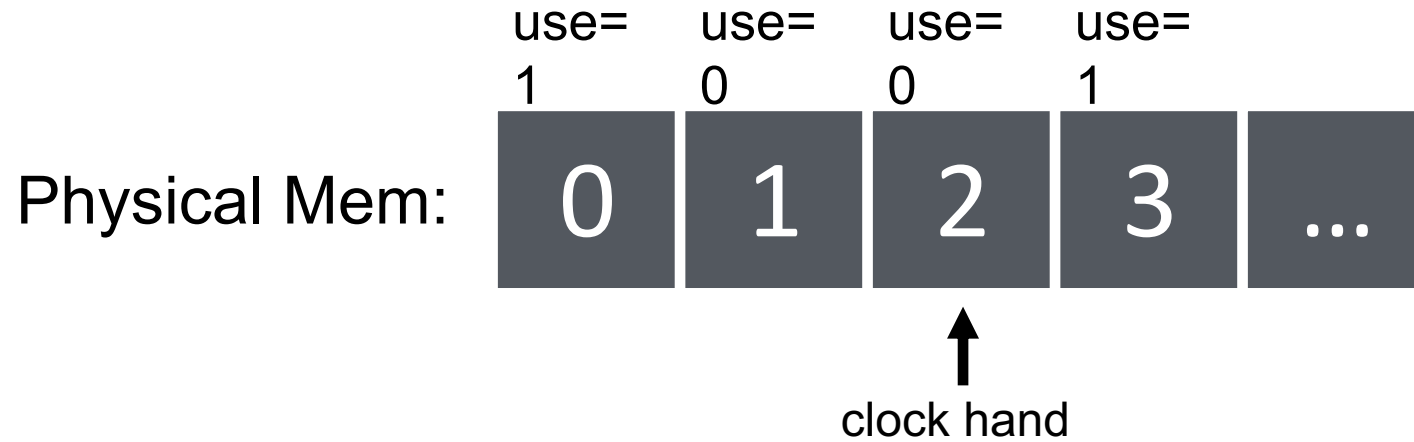 use= use= use= use=
1 0 0 1
Physical Mem: 0 1 2 3 ...
clock hand